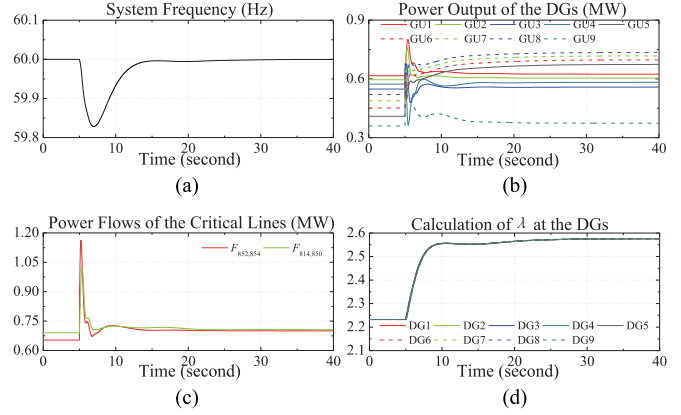 System Frequency (Hz)
60.0
59.9
59.8
0 10 20 30 40
Time (second)
(a)
Power Output of the DGs (MW)
0.9
0.6
0.3
GU1 GU2 GU3 GU4 GU5
GU6 GU7 GU8 GU9
0 10 20 30 40
Time (second)
(b)
Power Flows of the Critical Lines (MW)
1.20
1.05
0.90
0.75
0.60
F852,854 F814,850
0 10 20 30 40
Time (second)
(c)
Calculation of λ at the DGs
2.6
2.5
2.4
2.3
2.2
2.1
DG1 DG2 DG3 DG4 DG5
DG6 DG7 DG8 DG9
0 10 20 30 40
Time (second)
(d)